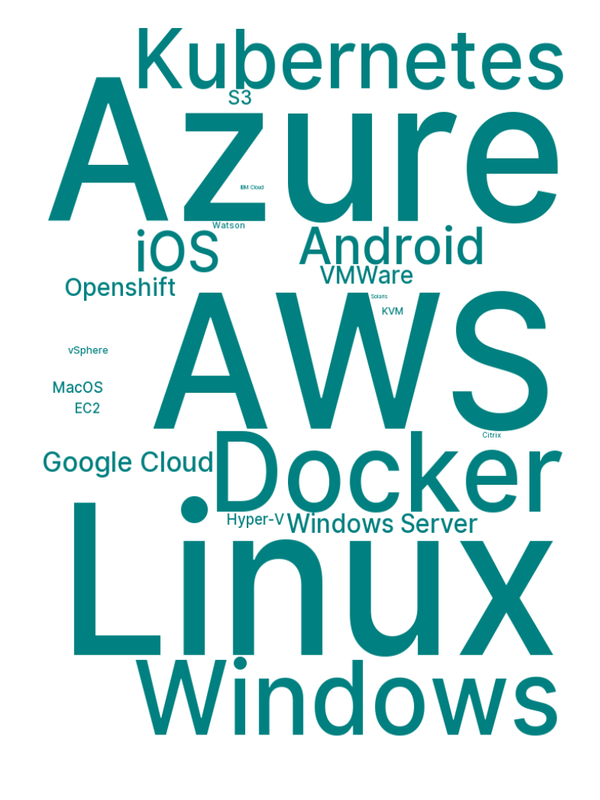 Kubernetes
S3
Azure
IBM Cloud
Watson
iOS
Android
VMWare
Openshift
Solaris
KVM
AWS
vSphere
MacOS
EC2
Citrix
Google Cloud
Docker
Hyper-V
Windows Server
Linux
Windows